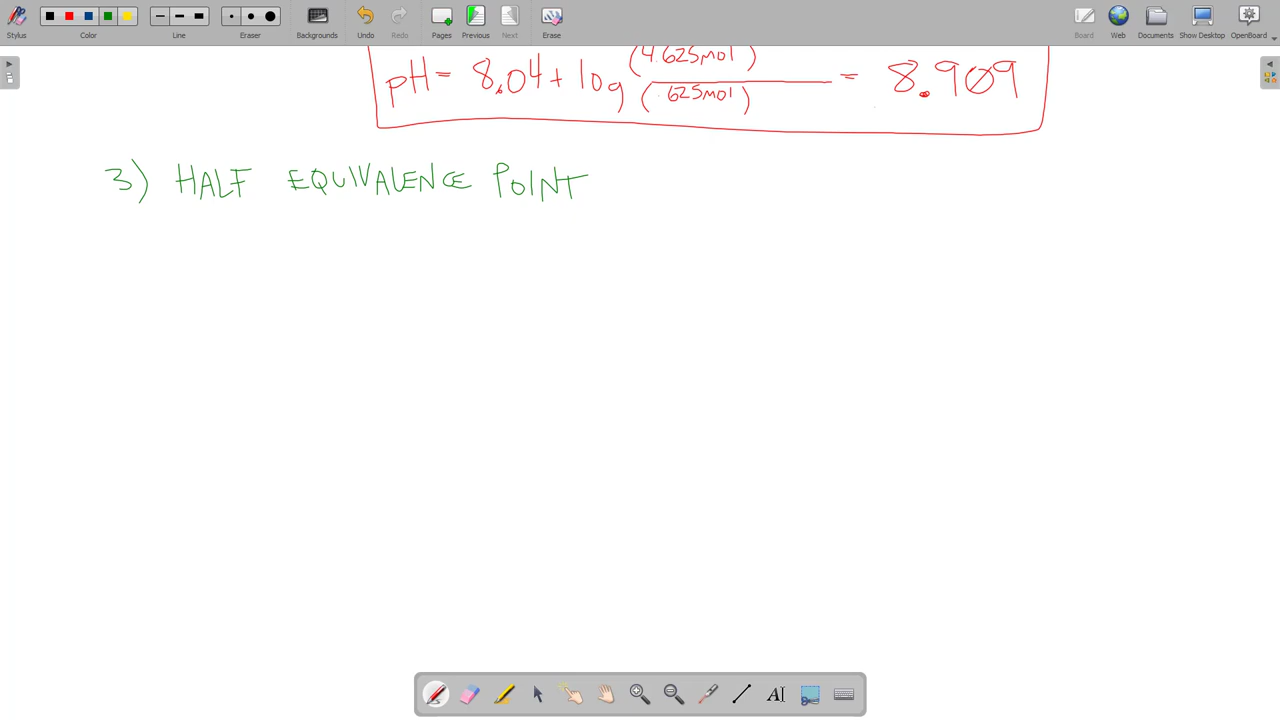 Stylus Color Line Eraser Backgrounds Undo Redo Pages Previous Next Erase Board Web Documents Show Desktop OpenBoard
pH = 8.04 + log (4.625mol) / (.625mol) = 8.909
3) HALF EQUIVALENCE POINT
AI